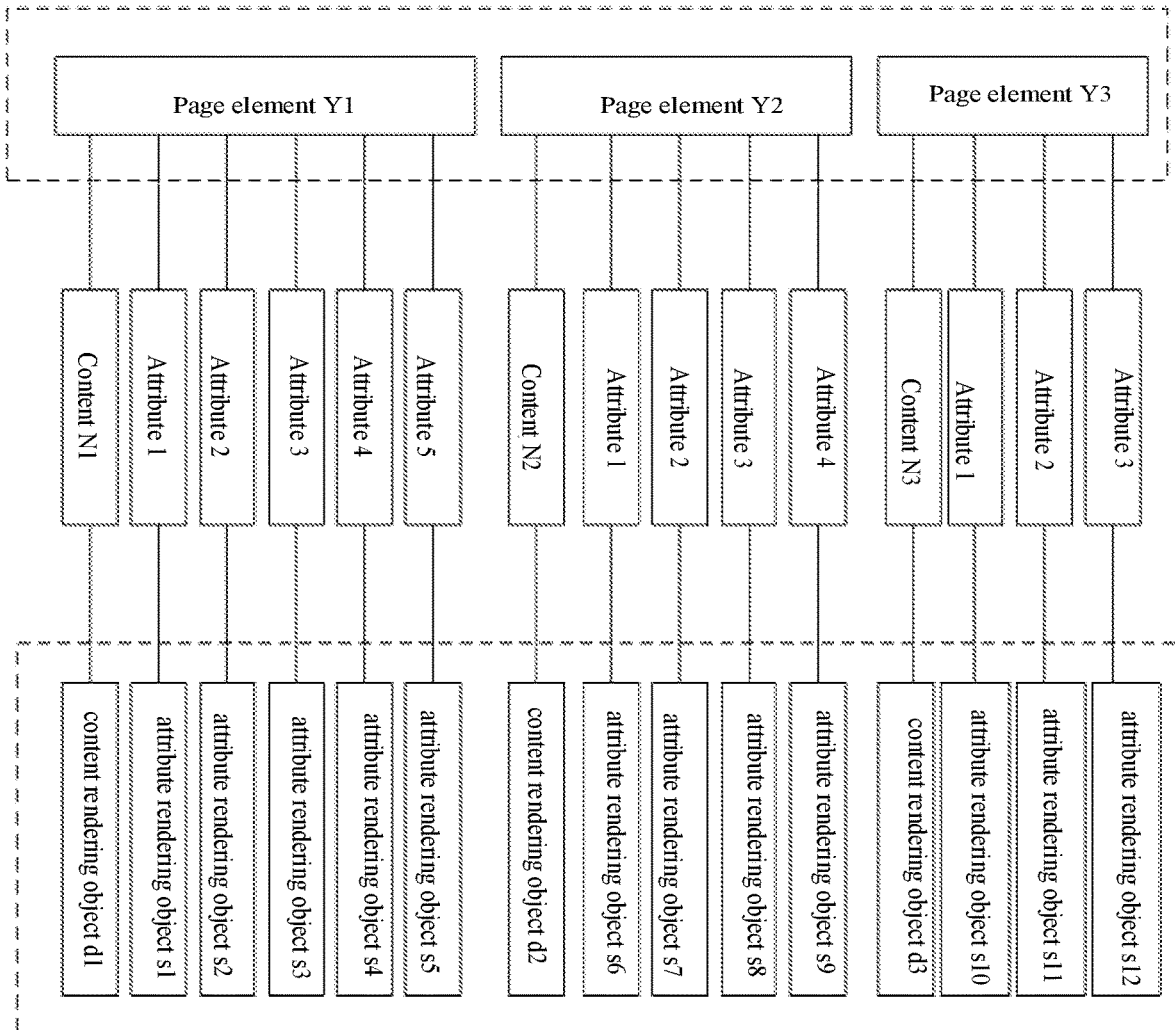 Page element Y1
Page element Y2
Page element Y3
Content N1
Attribute 1
Attribute 2
Attribute 3
Attribute 4
Attribute 5
Content N2
Attribute 1
Attribute 2
Attribute 3
Attribute 4
Content N3
Attribute 1
Attribute 2
Attribute 3
content rendering object d1
attribute rendering object s1
attribute rendering object s2
attribute rendering object s3
attribute rendering object s4
attribute rendering object s5
content rendering object d2
attribute rendering object s6
attribute rendering object s7
attribute rendering object s8
attribute rendering object s9
content rendering object d3
attribute rendering object s10
attribute rendering object s11
attribute rendering object s12